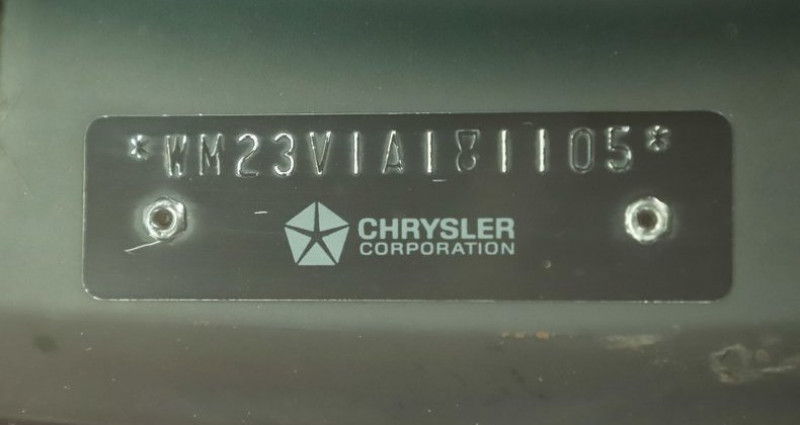 *WM23V1A181105*
CHRYSLER
CORPORATION